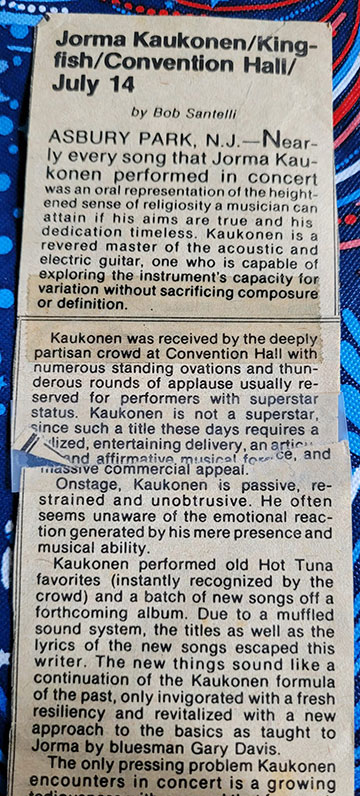 Jorma Kaukonen/King-
fish/Convention Hall/
July 14
by Bob Santelli
ASBURY PARK, N.J.—Near-
ly every song that Jorma Kau-
konen performed in concert
was an oral representation of the height-
ened sense of religiosity a musician can
attain if his aims are true and his
dedication timeless. Kaukonen is a
revered master of the acoustic and
electric guitar, one who is capable of
exploring the instrument's capacity for
variation without sacrificing composure
or definition.
Kaukonen was received by the deeply
partisan crowd at Convention Hall with
numerous standing ovations and thun-
derous rounds of applause usually re-
served for performers with superstar
status. Kaukonen is not a superstar,
since such a title these days requires a
entertaining delivery, an
and affirmative musical force, and
massive commercial appeal.
Onstage, Kaukonen is passive, re-
strained and unobtrusive. He often
seems unaware of the emotional reac-
tion generated by his mere presence and
musical ability.
Kaukonen performed old Hot Tuna
favorites (instantly recognized by the
crowd) and a batch of new songs off a
forthcoming album. Due to a muffled
sound system, the titles as well as the
lyrics of the new songs escaped this
writer. The new things sound like a
continuation of the Kaukonen formula
of the past, only invigorated with a fresh
resiliency and revitalized with a new
approach to the basics as taught to
Jorma by bluesman Gary Davis.
The only pressing problem Kaukonen
encounters in concert is a growing